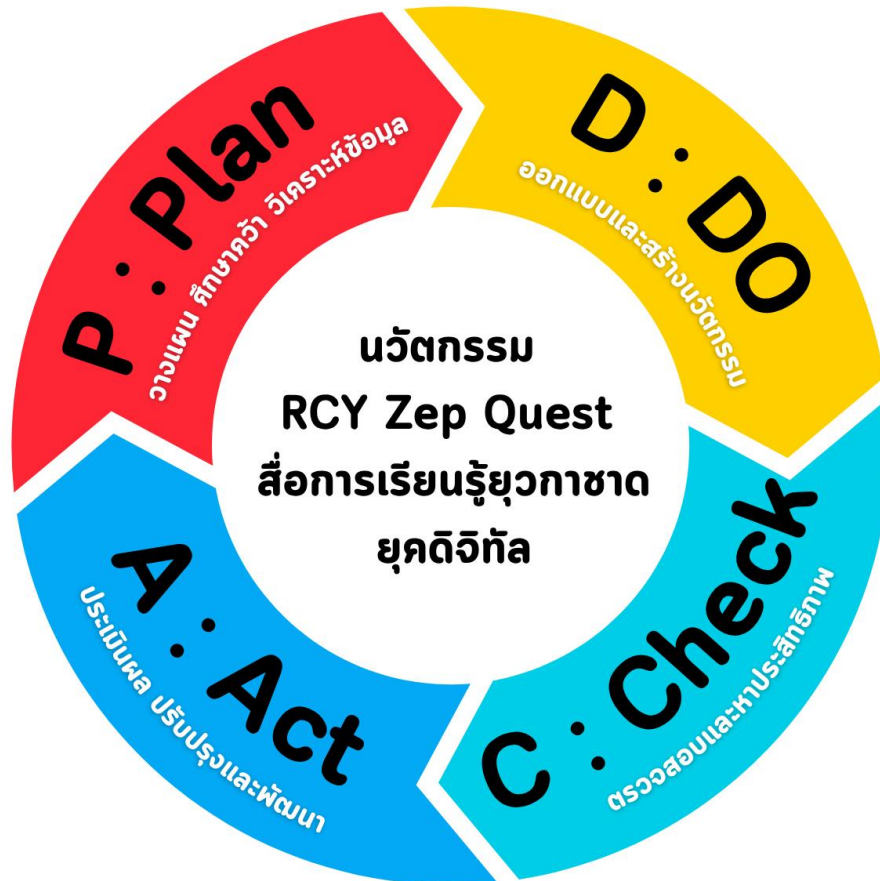 P : Plan
วางแผน ศึกษาคว้า วิเคราะห์ข้อมูล
D : DO
ออกแบบและสร้างนวัตกรรม
นวัตกรรม
RCY Zep Quest
สื่อการเรียนรู้ยุวกาชาด
ยุคดิจิทัล
C : Check
ตรวจสอบและหาประสิทธิภาพ
A : Act
ประเมินผล ปรับปรุงและพัฒนา